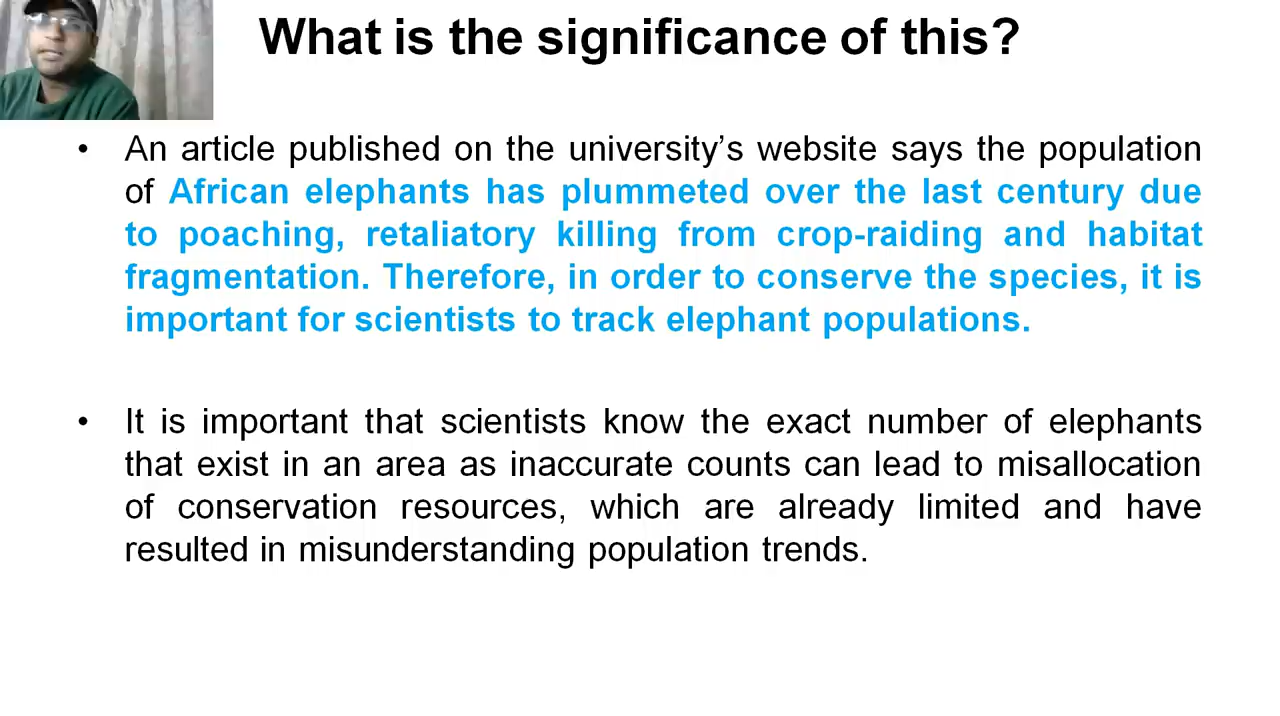 What is the significance of this?
• An article published on the university’s website says the population
of African elephants has plummeted over the last century due
to poaching, retaliatory killing from crop-raiding and habitat
fragmentation. Therefore, in order to conserve the species, it is
important for scientists to track elephant populations.
• It is important that scientists know the exact number of elephants
that exist in an area as inaccurate counts can lead to misallocation
of conservation resources, which are already limited and have
resulted in misunderstanding population trends.